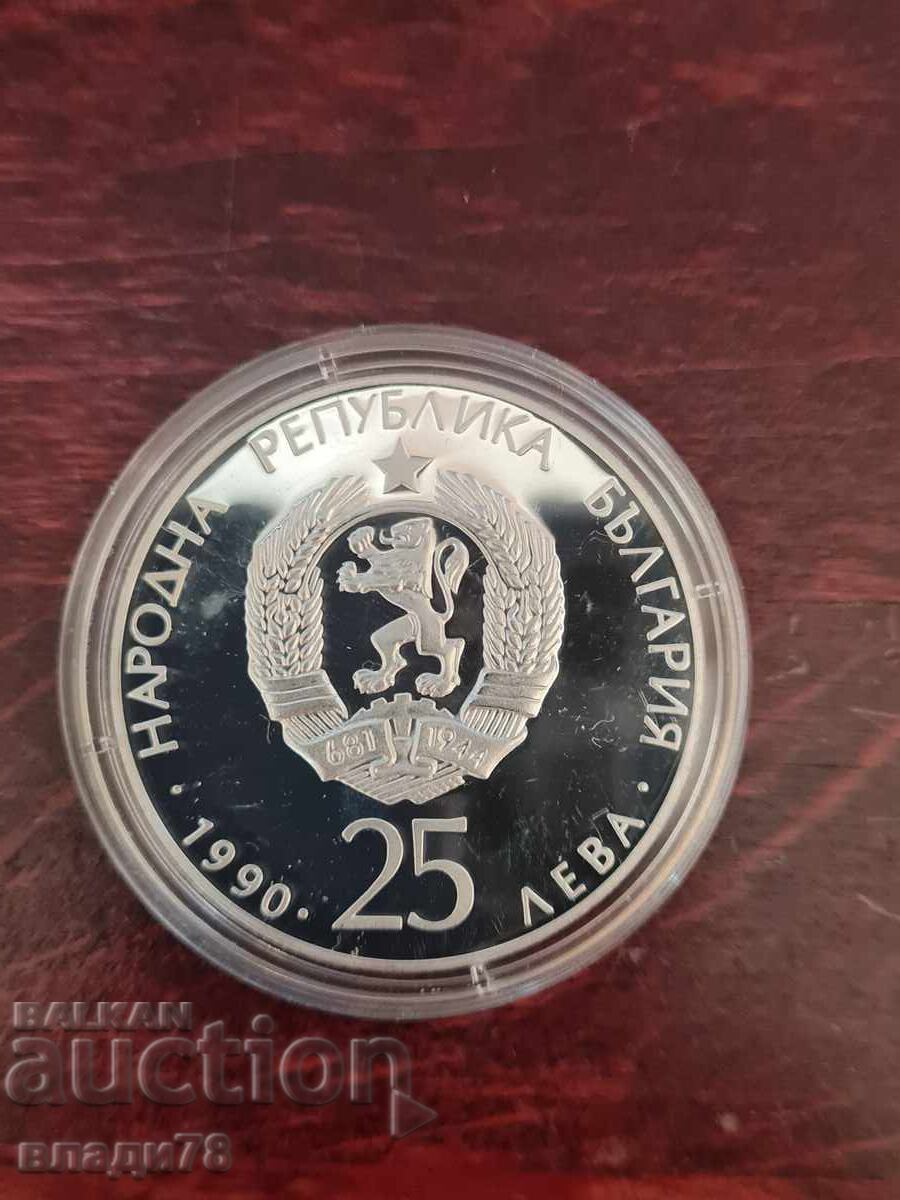 НАРОДНА РЕПУБЛИКА БЪЛГАРИЯ
681 1944
25
· 1990 · ЛЕВА ·
BALKAN
auction
влади78